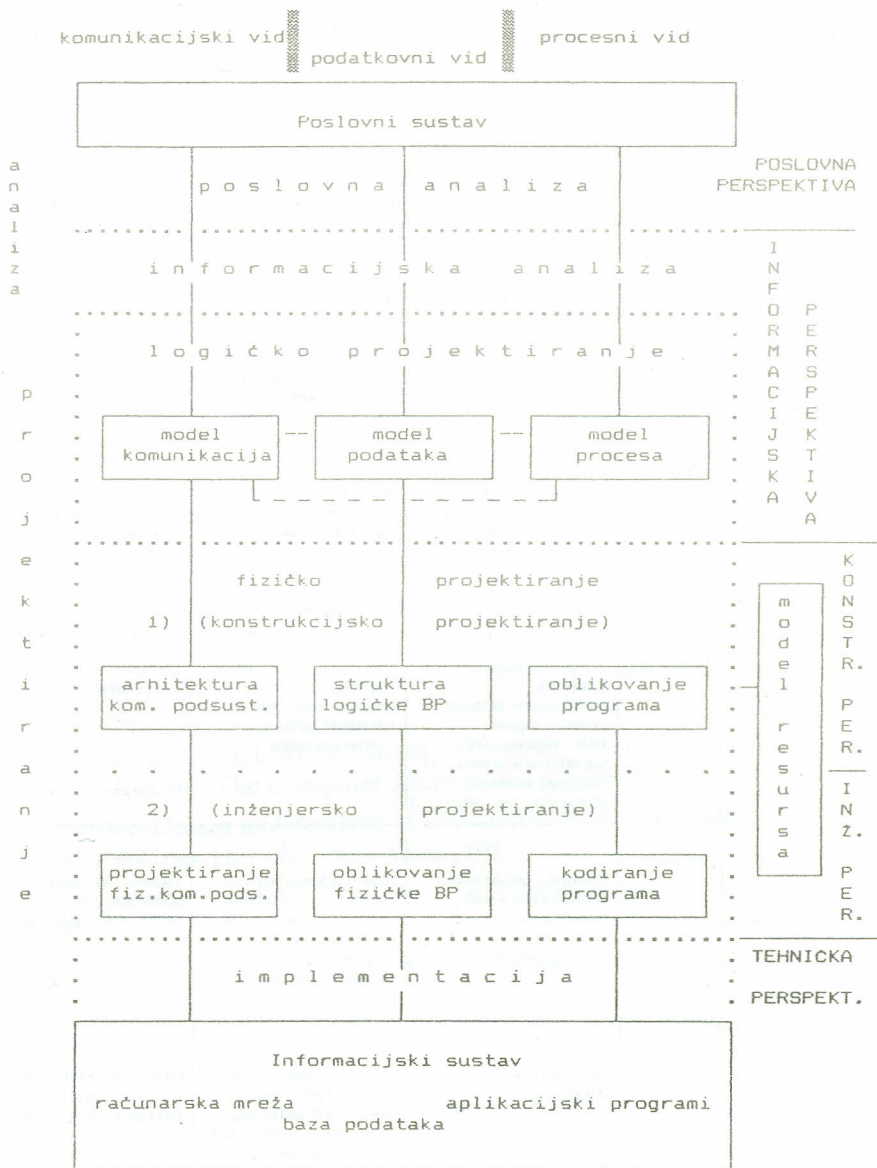 komunikacijski vid
procesni vid
podatkovni vid
Poslovni sustav
analiza
poslovna analiza
POSLOVNA
PERSPEKTIVA
informacijska analiza
INFORMACIJSKA
PERSPEKTIVA
logičko projektiranje
projektiranje
model -- model -- model
komunikacija podataka procesa
fizičko projektiranje
KONSTR. PER.
1) (konstrukcijsko projektiranje)
model resursa
arhitektura struktura oblikovanje
kom. podsust. logičke BP programa
2) (inženjersko projektiranje)
INŽ. PER.
projektiranje oblikovanje kodiranje
fiz.kom.pods. fizičke BP programa
TEHNICKA
implementacija
PERSPEKT.
Informacijski sustav
računarska mreža aplikacijski programi
baza podataka